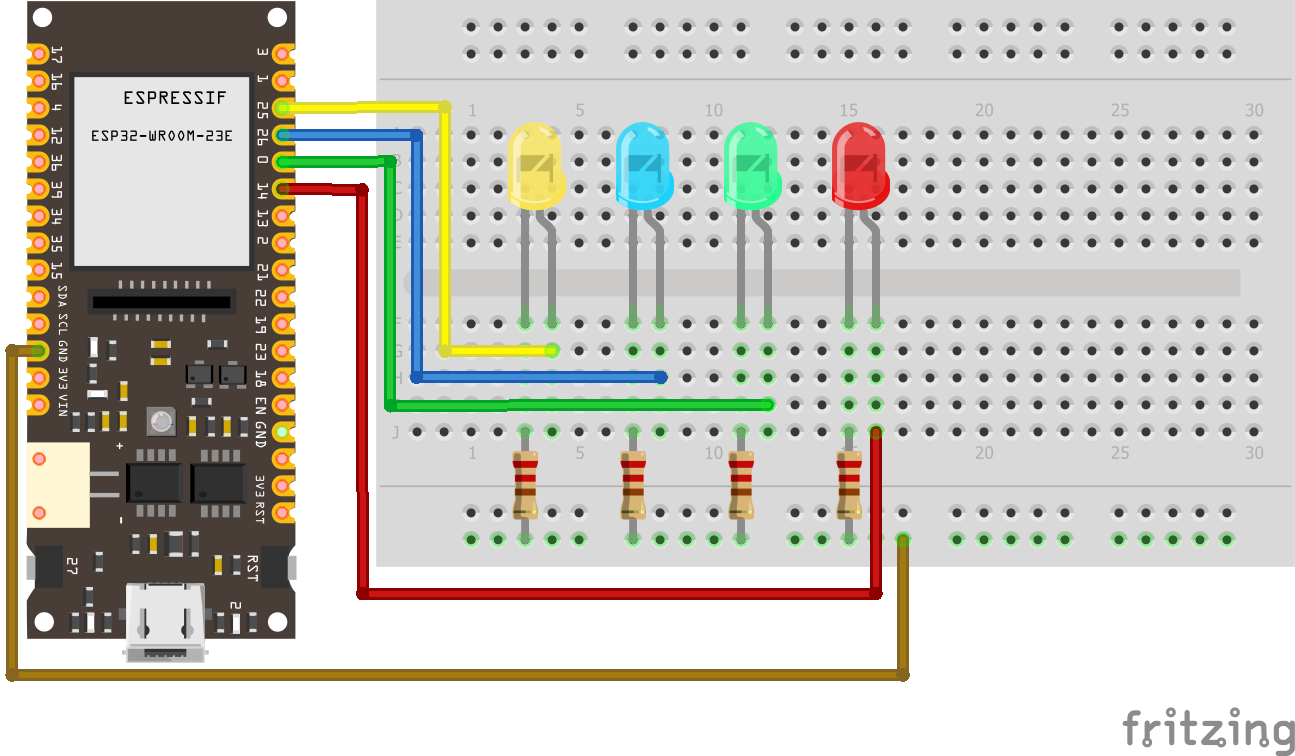 ESPRESSIF
ESP32-WROOM-23E
17
16
4
12
36
39
34
35
15
SDA
SCL
GND
3V3
VIN
3
1
25
26
0
14
13
2
21
22
19
23
18
EN
GND
3V3
RST
+
-
27
RST
5
1 5 10 15 20 25 30
B
C
D
E
F
G
H
J
1 5 10 15 20 25 30
fritzing